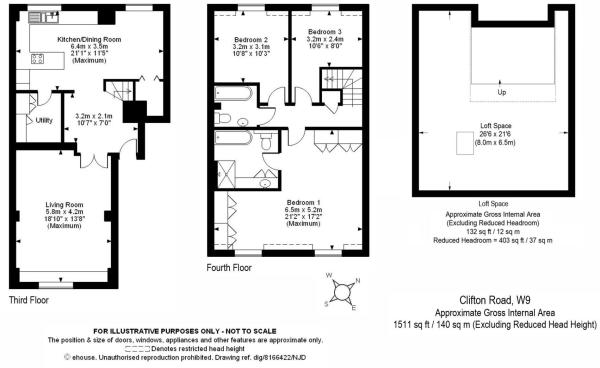 Kitchen/Dining Room
6.4m x 3.5m
21'1" x 11'5"
(Maximum)
Utility
3.2m x 2.1m
10'7" x 7'0"
Living Room
5.8m x 4.2m
18'10" x 13'8"
(Maximum)
Third Floor
Bedroom 2
3.2m x 3.1m
10'8" x 10'3"
Bedroom 3
3.2m x 2.4m
10'6" x 8'0"
Bedroom 1
6.5m x 5.2m
21'2" x 17'2"
(Maximum)
Fourth Floor
Up
Loft Space
26'6 x 21'6
(8.0m x 6.5m)
Loft Space
Approximate Gross Internal Area
(Excluding Reduced Headroom)
132 sq ft / 12 sq m
Reduced Headroom = 403 sq ft / 37 sq m
W
N
S
E
Clifton Road, W9
Approximate Gross Internal Area
1511 sq ft / 140 sq m (Excluding Reduced Head Height)
FOR ILLUSTRATIVE PURPOSES ONLY - NOT TO SCALE
The position & size of doors, windows, appliances and other features are approximate only.
Denotes restricted head height
© ehouse. Unauthorised reproduction prohibited. Drawing ref. dig/8166422/NJD